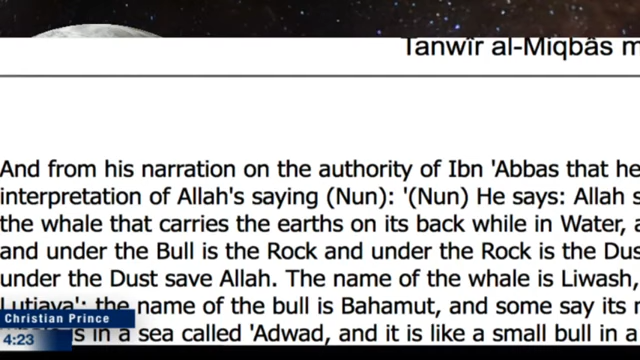 Tanwîr al-Miqbâs
And from his narration on the authority of Ibn 'Abbas that he
interpretation of Allah's saying (Nun): '(Nun) He says: Allah
the whale that carries the earths on its back while in Water,
and under the Bull is the Rock and under the Rock is the
under the Dust save Allah. The name of the whale is Liwash,
Lutiaya'; the name of the bull is Bahamut, and some say its
is in a sea called 'Adwad, and it is like a small bull in a
Christian Prince
4:23